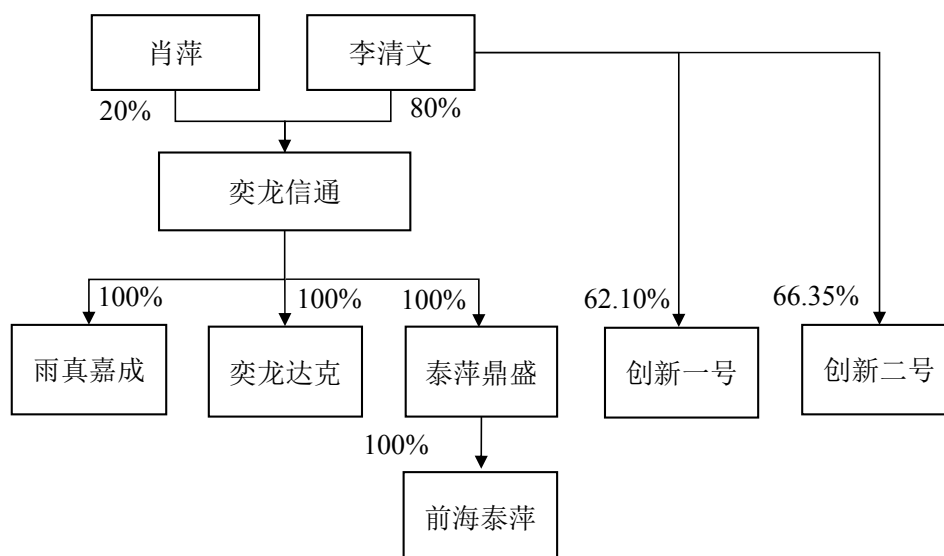 肖萍
李清文
20%
80%
奕龙信通
100%
100%
100%
62.10%
66.35%
雨真嘉成
奕龙达克
泰萍鼎盛
创新一号
创新二号
100%
前海泰萍